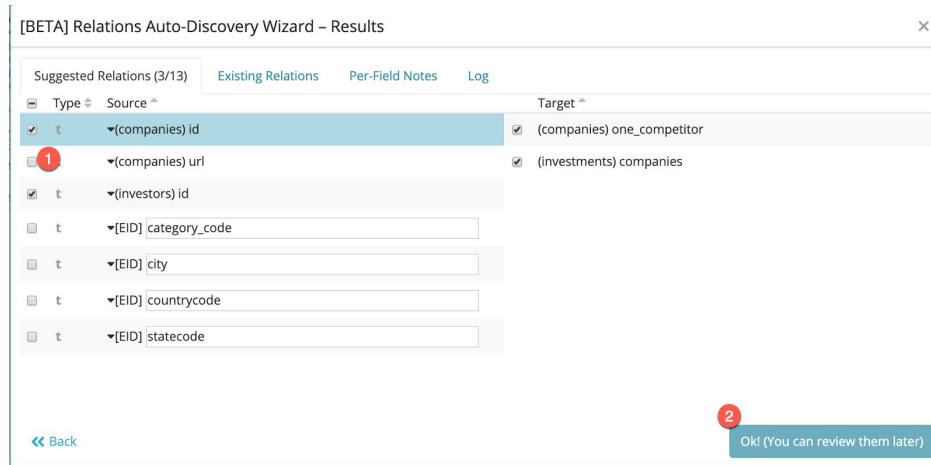 [BETA] Relations Auto-Discovery Wizard – Results ×
Suggested Relations (3/13) Existing Relations Per-Field Notes Log
Type Source Target
t (companies) id (companies) one_competitor
1 (companies) url (investments) companies
t (investors) id
t [EID] category_code
t [EID] city
t [EID] countrycode
t [EID] statecode
2
Back Ok! (You can review them later)